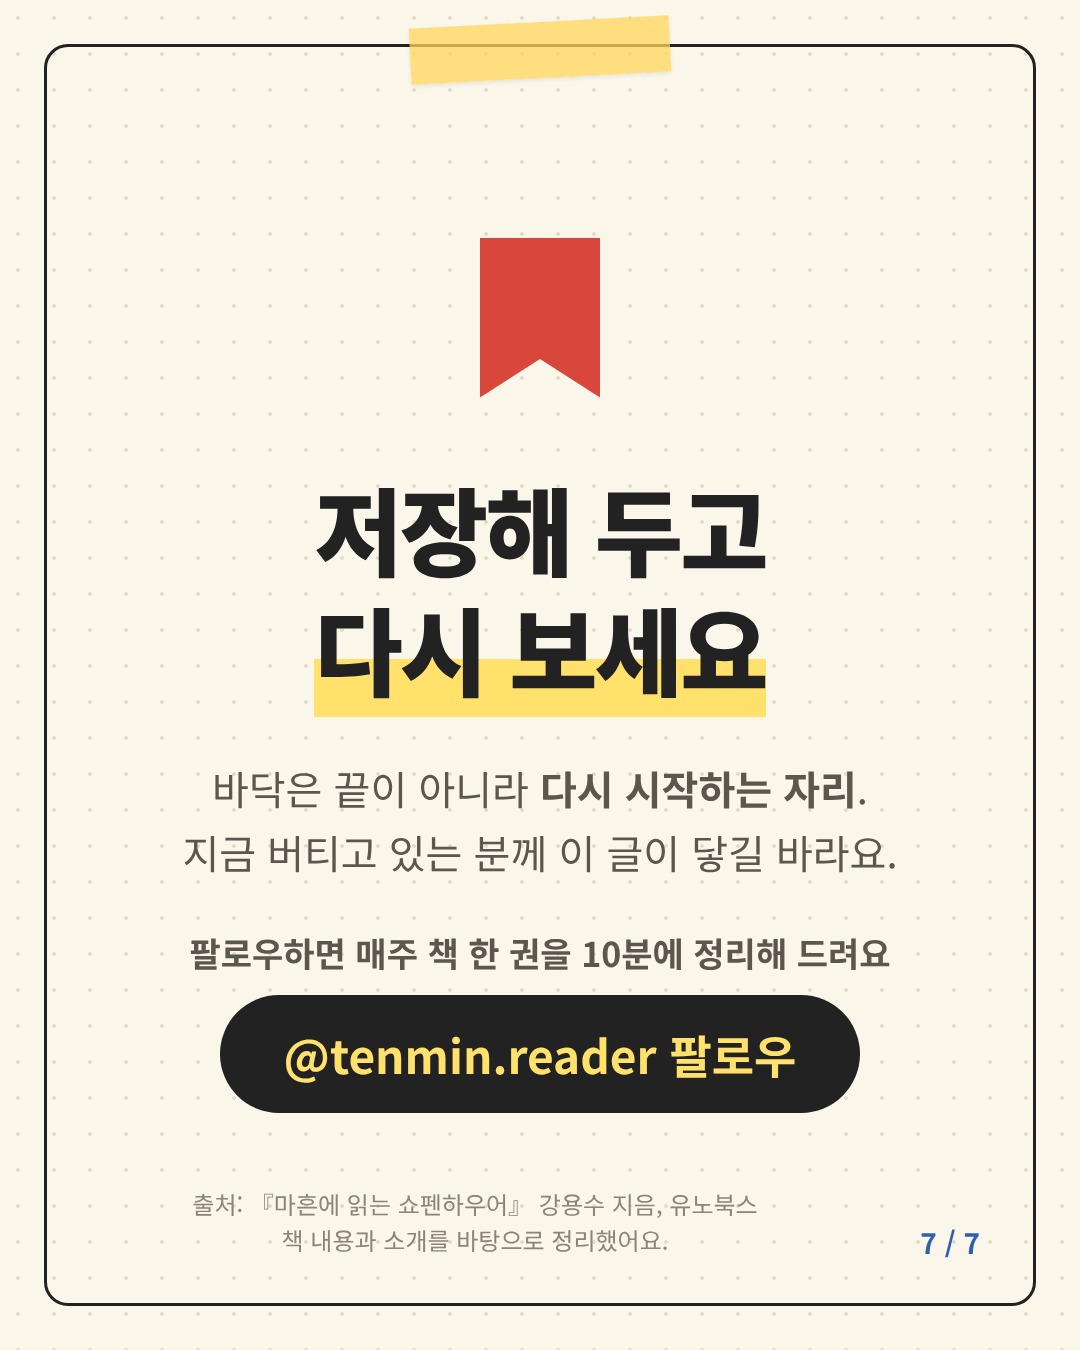 저장해 두고
다시 보세요
바닥은 끝이 아니라 다시 시작하는 자리.
지금 버티고 있는 분께 이 글이 닿길 바라요.
팔로우하면 매주 책 한 권을 10분에 정리해 드려요
@tenmin.reader 팔로우
출처: 『마흔에 읽는 쇼펜하우어』 강용수 지음, 유노북스
책 내용과 소개를 바탕으로 정리했어요.
7 / 7